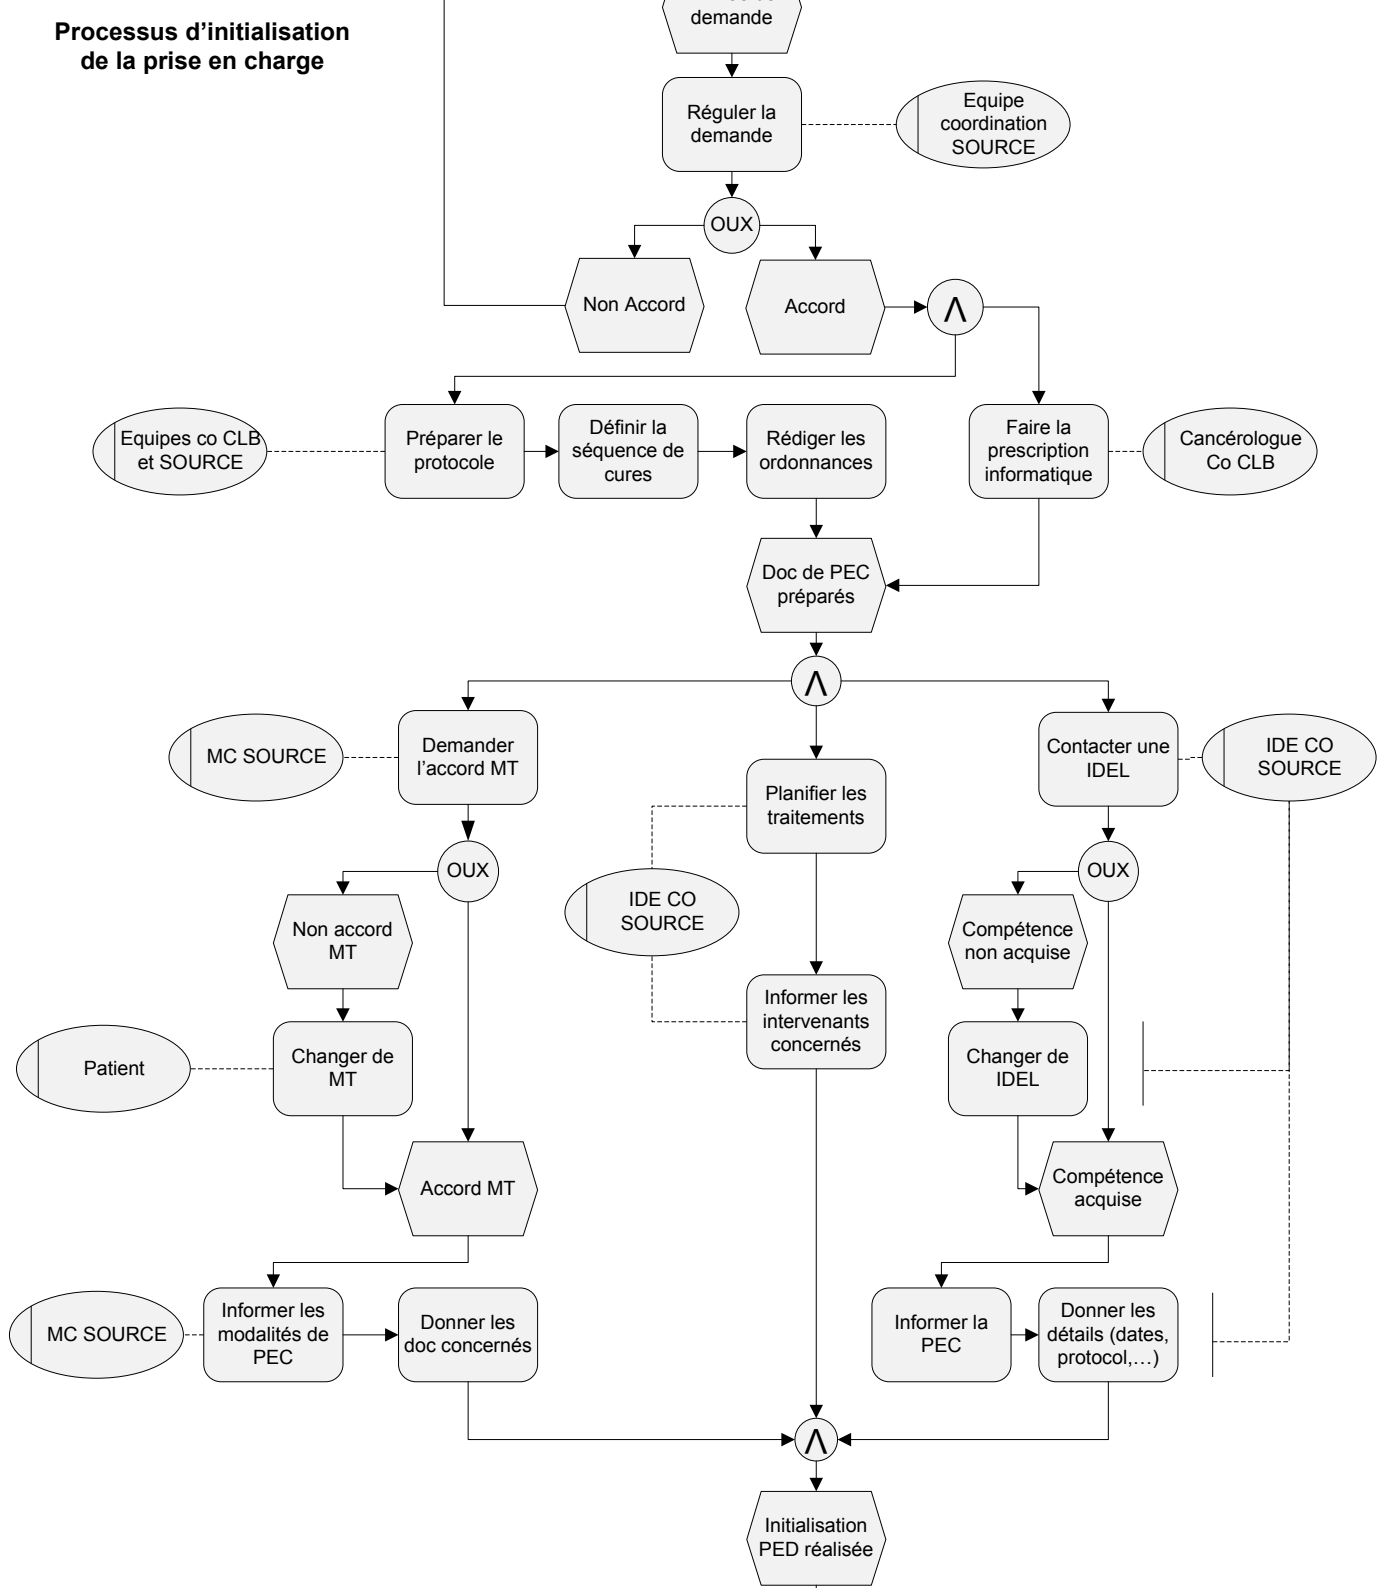 Processus d’initialisation
de la prise en charge
demande
Réguler la
demande
Equipe
coordination
SOURCE
OUX
Non Accord
Accord
Λ
Equipes co CLB
et SOURCE
Préparer le
protocole
Définir la
séquence de
cures
Rédiger les
ordonnances
Faire la
prescription
informatique
Cancérologue
Co CLB
Doc de PEC
préparés
Λ
MC SOURCE
Demander
l’accord MT
Planifier les
traitements
Contacter une
IDEL
IDE CO
SOURCE
OUX
OUX
IDE CO
SOURCE
Non accord
MT
Compétence
non acquise
Informer les
intervenants
concernés
Patient
Changer de
MT
Changer de
IDEL
Accord MT
Compétence
acquise
MC SOURCE
Informer les
modalités de
PEC
Donner les
doc concernés
Informer la
PEC
Donner les
détails (dates,
protocol,…)
Λ
Initialisation
PED réalisée